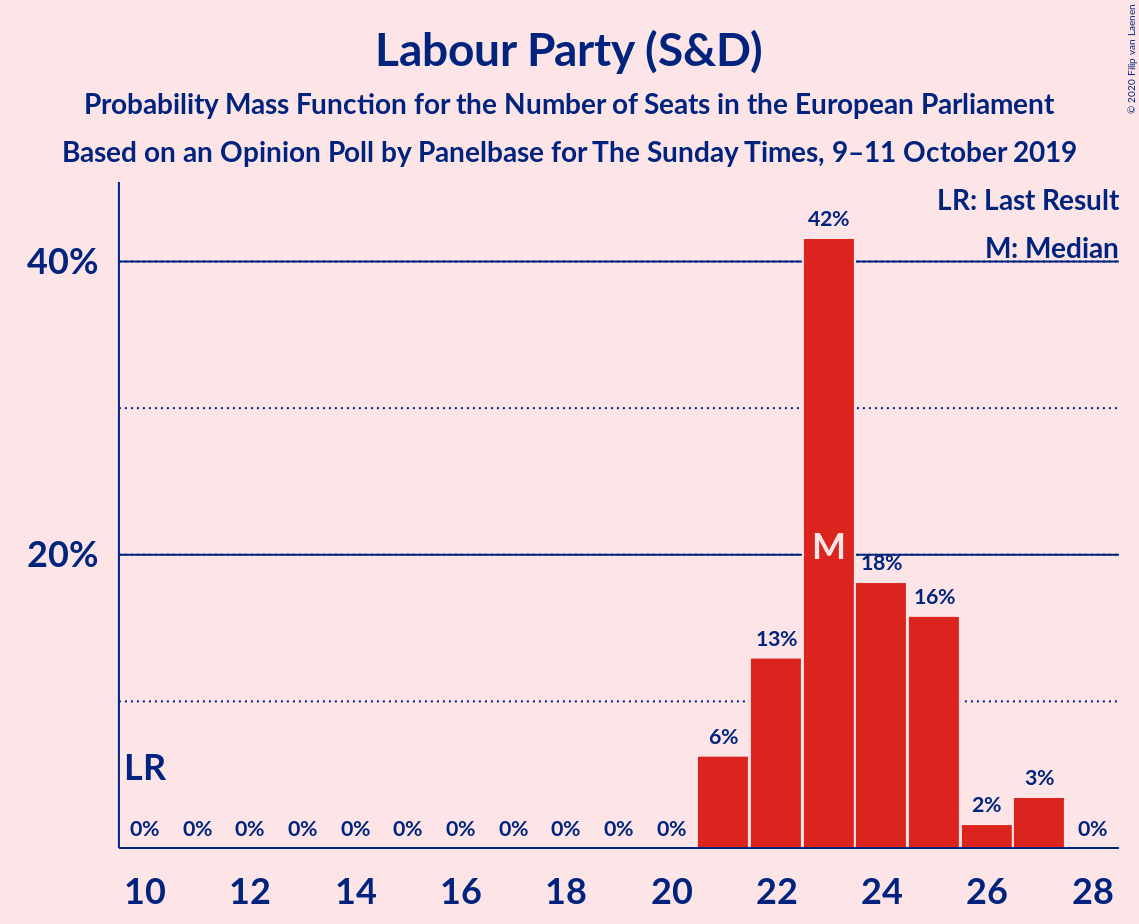 Labour Party (S&D)
Probability Mass Function for the Number of Seats in the European Parliament
Based on an Opinion Poll by Panelbase for The Sunday Times, 9–11 October 2019
© 2020 Filip van Laenen
LR: Last Result
M: Median
40%
20%
42%
M
18%
16%
13%
6%
3%
2%
LR
0% 0% 0% 0% 0% 0% 0% 0% 0% 0% 0% 0%
10 12 14 16 18 20 22 24 26 28